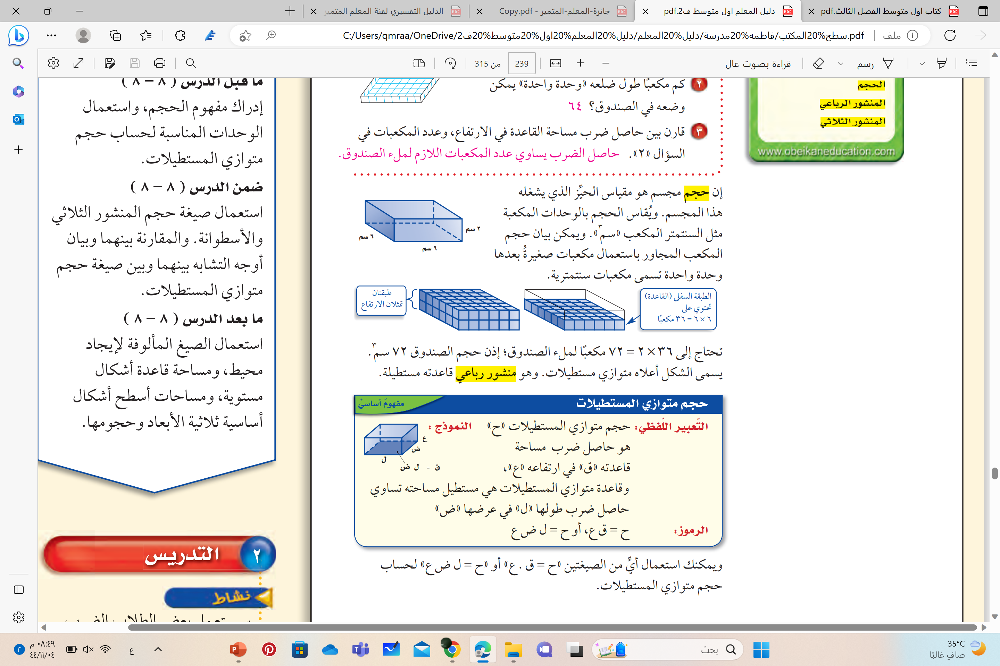 كتاب اول متوسط الفصل الثالث.pdf
دليل المعلم اول متوسط ف2.pdf
جائزة-المعلم-المتميز - Copy.pdf
الدليل التفسيري لفئة المعلم المتميز
ملف
C:/Users/qmraa/OneDrive/سطح%20المكتب/فاطمه%20مدرسة/دليل%20المعلم/دليل%20المعلم%20اول%20متوسط%20ف2.pdf
رسم
قراءة بصوت عالٍ
239
من 315
الحجم
المنشور الرباعي
المنشور الثلاثي
www.obeikaneducation.com
٢ كم مكعبًا طول ضلعه «وحدة واحدة» يمكن
وضعه في الصندوق؟ ٦٤
٣ قارن بين حاصل ضرب مساحة القاعدة في الارتفاع، وعدد المكعبات في
السؤال «٢». حاصل الضرب يساوي عدد المكعبات اللازم لملء الصندوق.
إن حجم مجسم هو مقياس الحيِّز الذي يشغله
هذا المجسم. ويُقاس الحجم بالوحدات المكعبة
مثل السنتمتر المكعب «سم٣». ويمكن بيان حجم
المكعب المجاور باستعمال مكعبات صغيرةُ بعدها
وحدة واحدة تسمى مكعبات سنتمترية.
٢ سم
٦ سم
٦ سم
الطبقة السفلى (القاعدة)
تحتوي على
٦ × ٦ = ٣٦ مكعبًا
طبقتان
تمثلان الارتفاع
تحتاج إلى ٣٦ × ٢ = ٧٢ مكعبًا لملء الصندوق؛ إذن حجم الصندوق ٧٢ سم٣.
يسمى الشكل أعلاه متوازي مستطيلات. وهو منشور رباعي قاعدته مستطيلة.
حجم متوازي المستطيلات
مفهومٌ أساسيٌ
التّعبير اللّفظي: حجم متوازي المستطيلات «ح»
هو حاصل ضرب مساحة
قاعدته «ق» في ارتفاعه «ع»،
وقاعدة متوازي المستطيلات هي مستطيل مساحته تساوي
حاصل ضرب طولها «ل» في عرضها «ض»
النموذج :
ع
ض
ل
ق = ل ض
الرموز: ح = ق ع، أو ح = ل ض ع
ويمكنك استعمال أيٍّ من الصيغتين «ح = ق . ع» أو «ح = ل ض ع» لحساب
حجم متوازي المستطيلات.
ما قبل الدرس ( ٨ – ٨ )
إدراك مفهوم الحجم، واستعمال
الوحدات المناسبة لحساب حجم
متوازي المستطيلات.
ضمن الدرس ( ٨ – ٨ )
استعمال صيغة حجم المنشور الثلاثي
والأسطوانة. والمقارنة بينهما وبيان
أوجه التشابه بينهما وبين صيغة حجم
متوازي المستطيلات.
ما بعد الدرس ( ٨ – ٨ )
استعمال الصيغ المألوفة لإيجاد
محيط، ومساحة قاعدة أشكال
مستوية، ومساحات أسطح أشكال
أساسية ثلاثية الأبعاد وحجومها.
٢ التدريس
نشاط
35°C
صافٍ غالبًا
بحث
ع
٠٨:٤٩ م
٤٤/١١/٠٤
٣